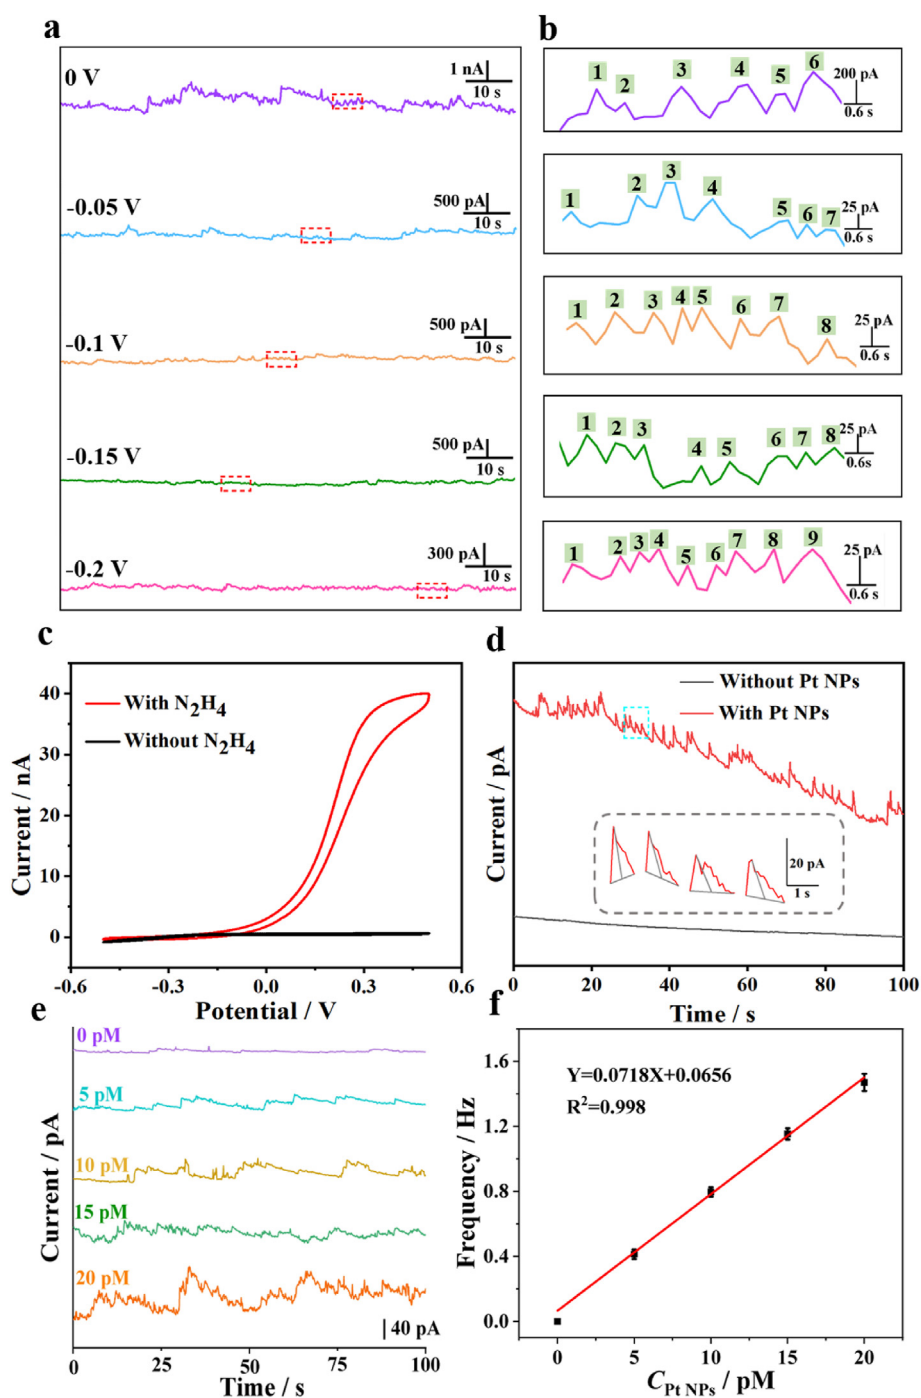 a
0 V
1 nA
10 s
-0.05 V
500 pA
10 s
-0.1 V
500 pA
10 s
-0.15 V
500 pA
10 s
-0.2 V
300 pA
10 s
b
1 2 3 4 5 6
200 pA
0.6 s
1 2 3 4 5 6 7
25 pA
0.6 s
1 2 3 4 5 6 7 8
25 pA
0.6 s
1 2 3 4 5 6 7 8
25 pA
0.6s
1 2 3 4 5 6 7 8 9
25 pA
0.6 s
c
With N₂H₄
Without N₂H₄
Current / nA
40
30
20
10
0
-0.6 -0.3 0.0 0.3 0.6
Potential / V
d
Without Pt NPs
With Pt NPs
Current / pA
20 pA
1 s
0 20 40 60 80 100
Time / s
e
0 pM
5 pM
10 pM
15 pM
20 pM
Current / pA
40 pA
0 25 50 75 100
Time / s
f
Y=0.0718X+0.0656
R²=0.998
Frequency / Hz
1.6
1.2
0.8
0.4
0.0
0 5 10 15 20
C Pt NPs / pM